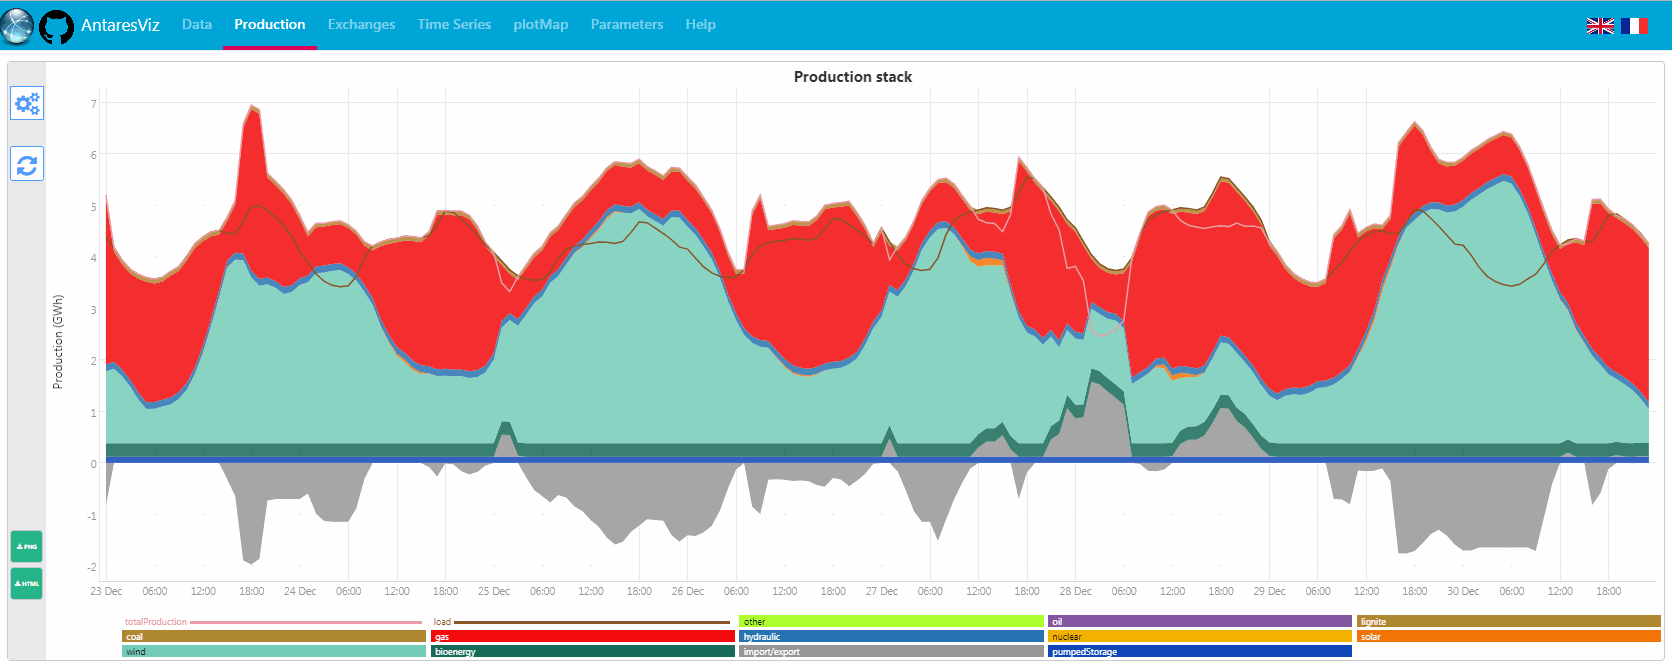 AntaresViz Data Production Exchanges Time Series plotMap Parameters Help
Production stack
7
6
5
4
3
2
1
0
-1
-2
Production (GWh)
PNG
HTML
23 Dec 06:00 12:00 18:00 24 Dec 06:00 12:00 18:00 25 Dec 06:00 12:00 18:00 26 Dec 06:00 12:00 18:00 27 Dec 06:00 12:00 18:00 28 Dec 06:00 12:00 18:00 29 Dec 06:00 12:00 18:00 30 Dec 06:00 12:00 18:00
totalProduction load other oil lignite
coal gas hydraulic nuclear solar
wind bioenergy import/export pumpedStorage